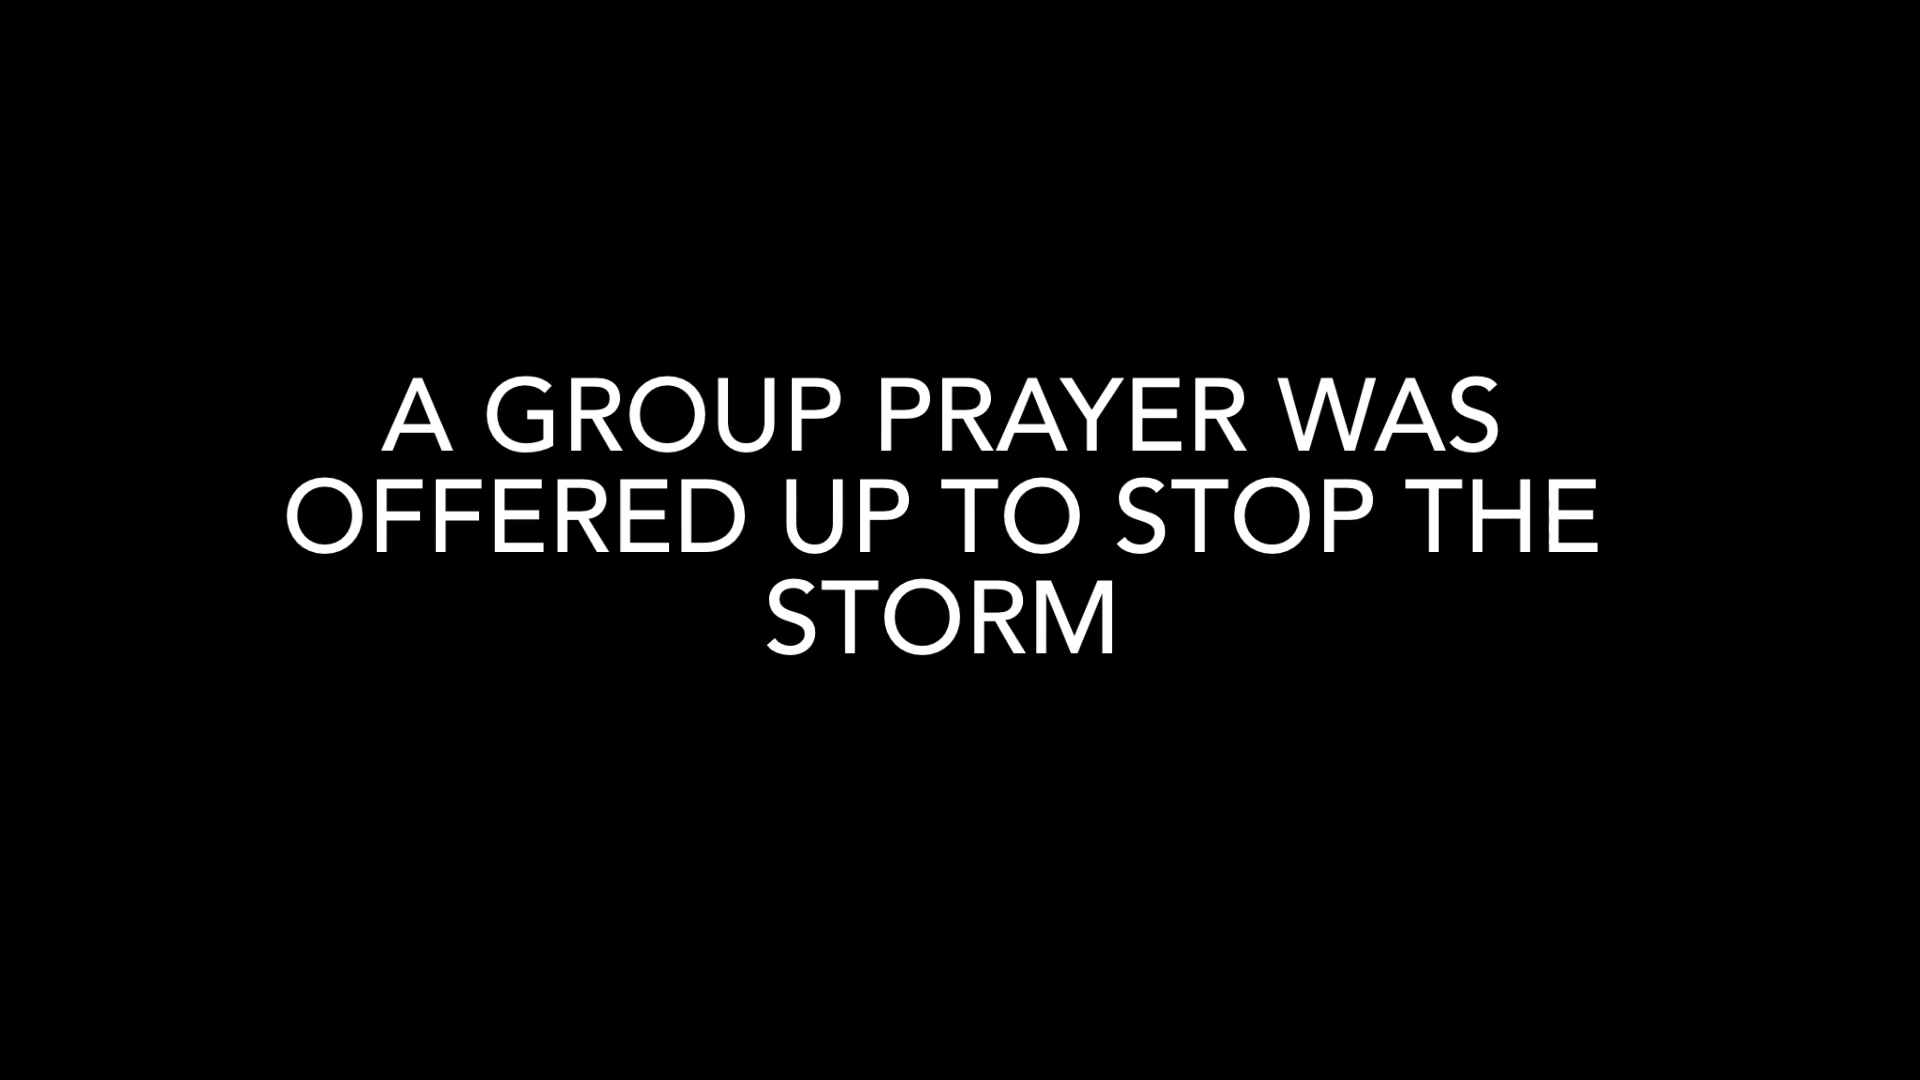 A GROUP PRAYER WAS
OFFERED UP TO STOP THE
STORM